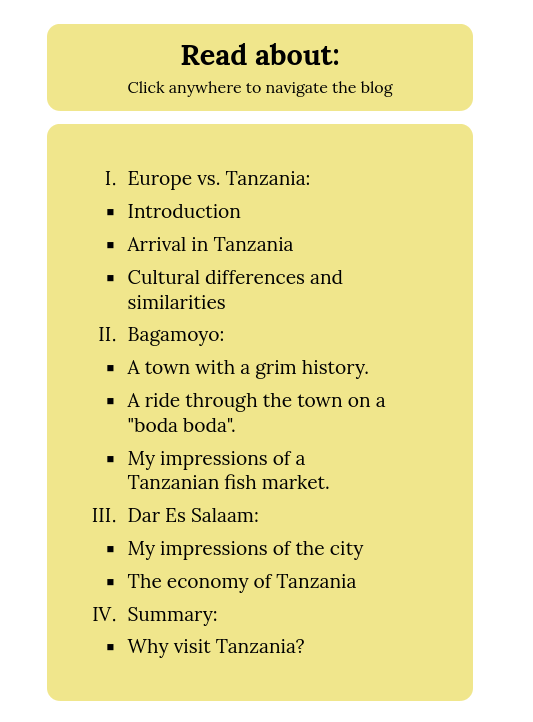 Read about:
Click anywhere to navigate the blog
I. Europe vs. Tanzania:
▪ Introduction
▪ Arrival in Tanzania
▪ Cultural differences and
similarities
II. Bagamoyo:
▪ A town with a grim history.
▪ A ride through the town on a
"boda boda".
▪ My impressions of a
Tanzanian fish market.
III. Dar Es Salaam:
▪ My impressions of the city
▪ The economy of Tanzania
IV. Summary:
▪ Why visit Tanzania?